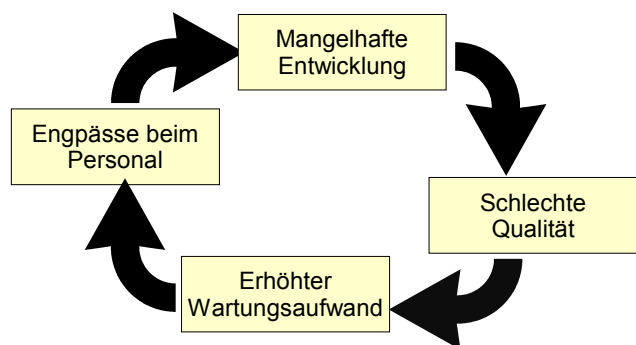 Mangelhafte
Entwicklung
Engpässe beim
Personal
Schlechte
Qualität
Erhöhter
Wartungsaufwand